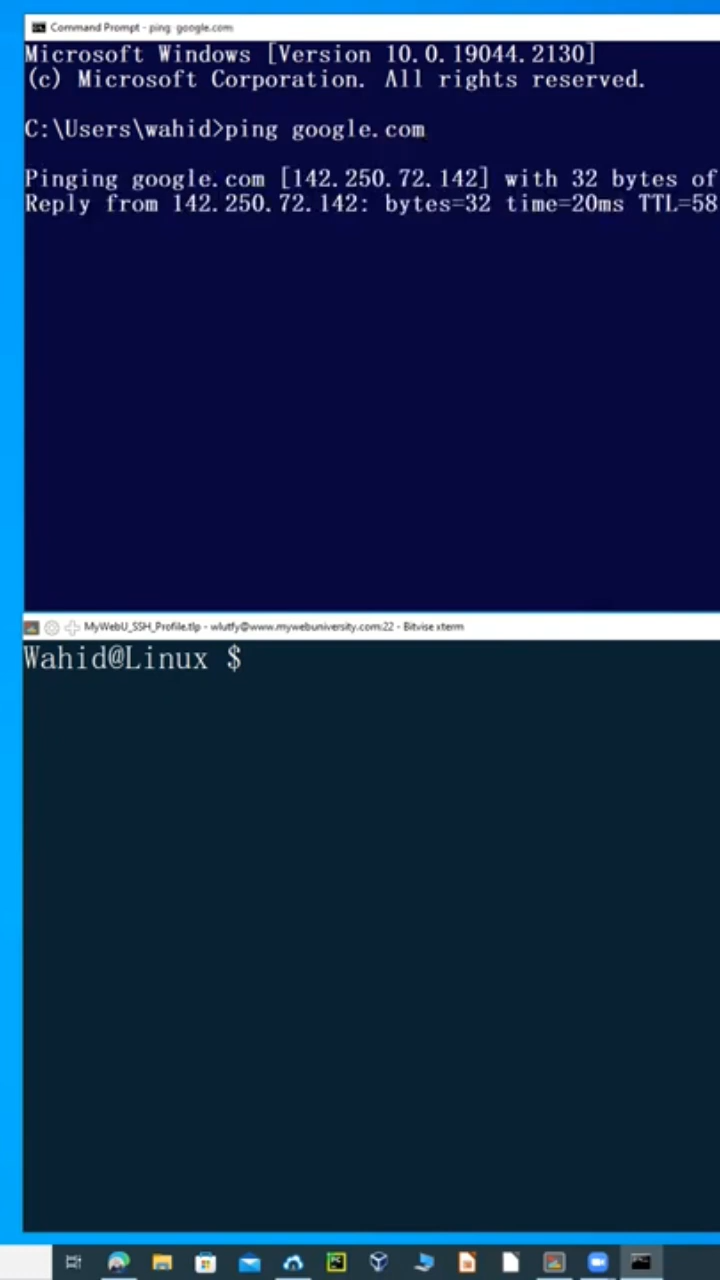 Command Prompt - ping google.com
Microsoft Windows [Version 10.0.19044.2130]
(c) Microsoft Corporation. All rights reserved.
C:\Users\wahid>ping google.com
Pinging google.com [142.250.72.142] with 32 bytes of
Reply from 142.250.72.142: bytes=32 time=20ms TTL=58
MyWebU_SSH_Profile.tlp - wlutfy@www.mywebuniversity.com:22 - Bitvise xterm
Wahid@Linux $